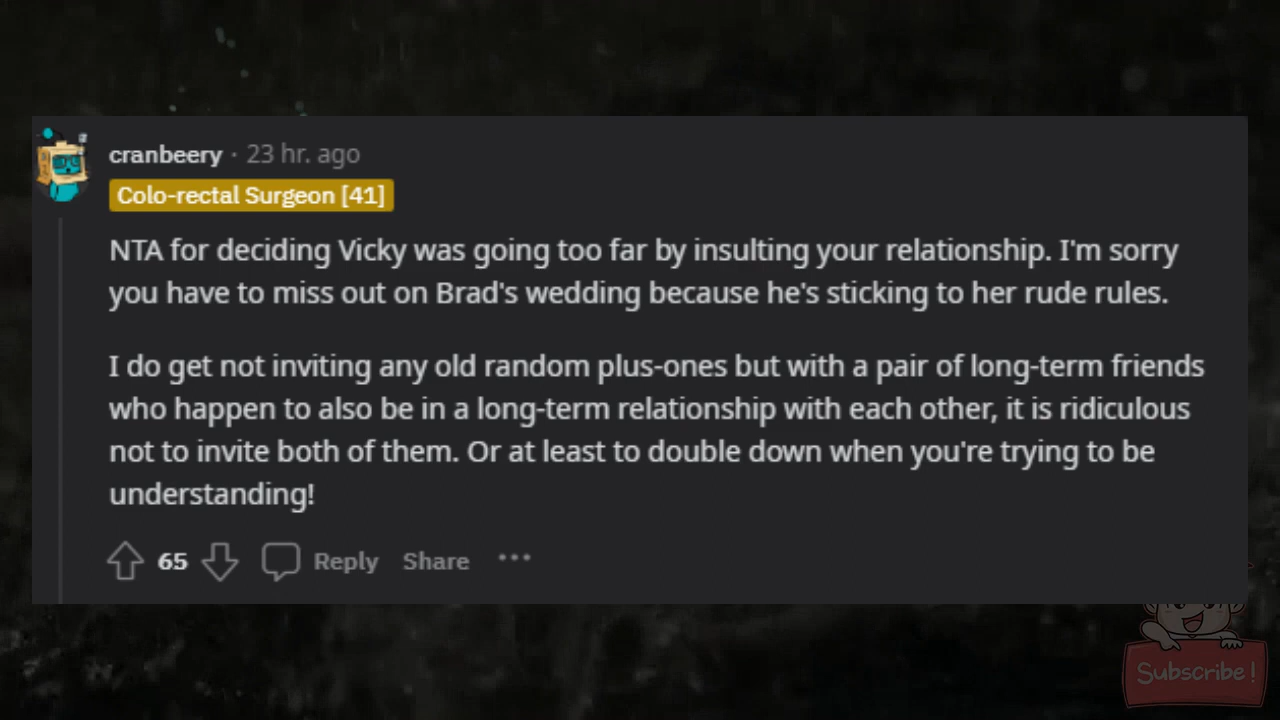 cranbeery · 23 hr. ago
Colo-rectal Surgeon [41]
NTA for deciding Vicky was going too far by insulting your relationship. I'm sorry
you have to miss out on Brad's wedding because he's sticking to her rude rules.
I do get not inviting any old random plus-ones but with a pair of long-term friends
who happen to also be in a long-term relationship with each other, it is ridiculous
not to invite both of them. Or at least to double down when you're trying to be
understanding!
65 Reply Share ···
Subscribe !